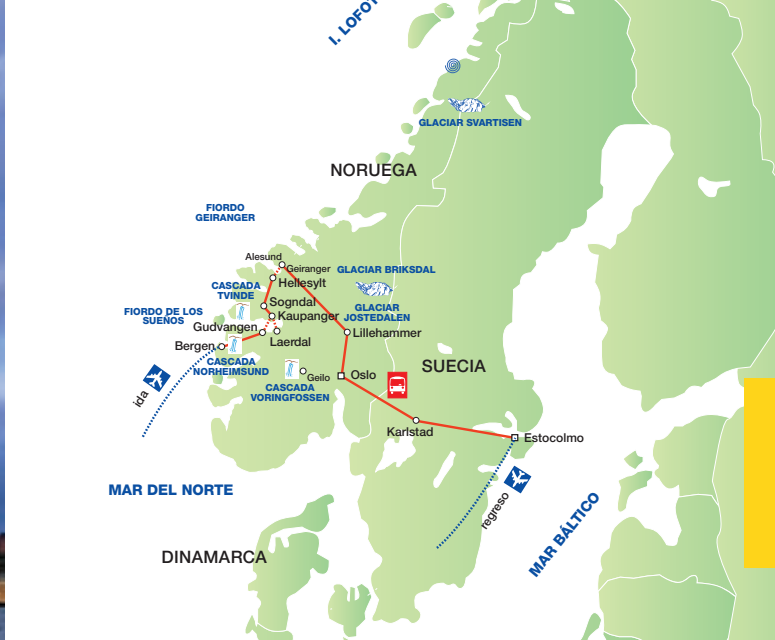 I. LOFOT
GLACIAR SVARTISEN
NORUEGA
FIORDO
GEIRANGER
Alesund
Geiranger
GLACIAR BRIKSDAL
Hellesylt
CASCADA
TVINDE
Sogndal
GLACIAR
JOSTEDALEN
FIORDO DE LOS
SUEÑOS
Kaupanger
Gudvangen
Lillehammer
Laerdal
Bergen
CASCADA
NORHEIMSUND
SUECIA
Geilo
Oslo
CASCADA
VORINGFOSSEN
ida
Karlstad
Estocolmo
MAR DEL NORTE
regreso
MAR BÁLTICO
DINAMARCA